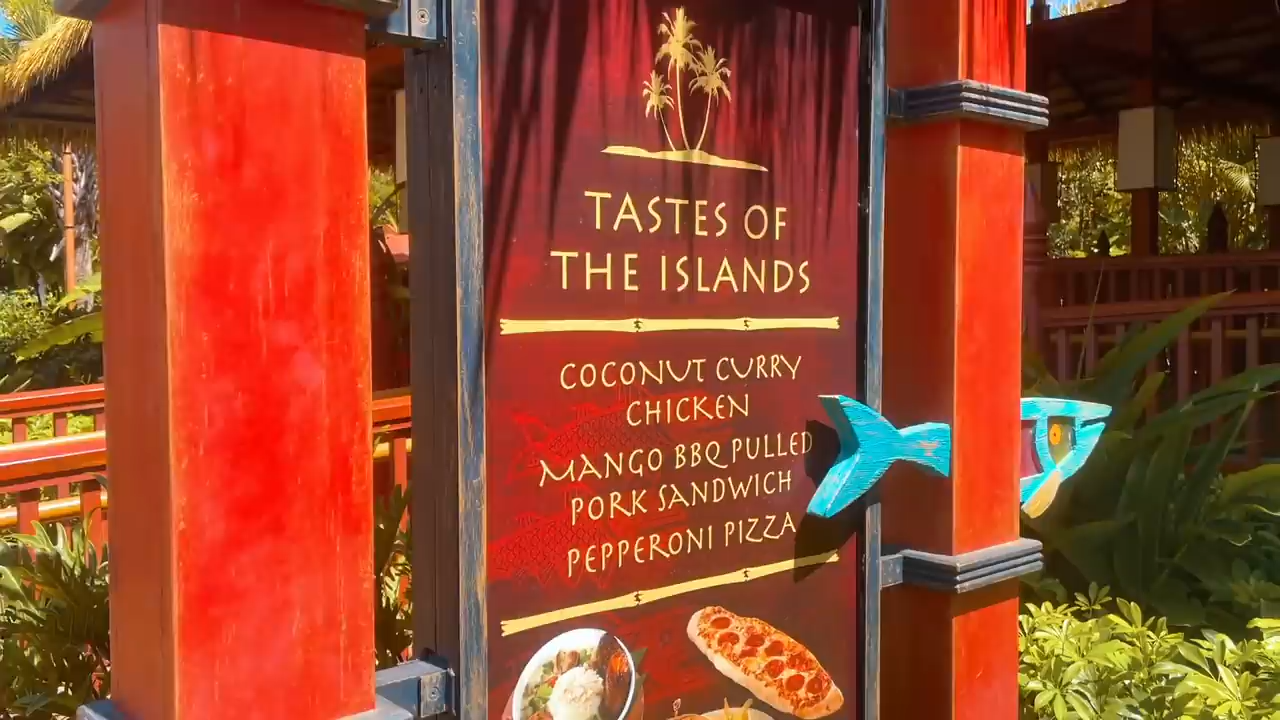 TASTES OF
THE ISLANDS
COCONUT CURRY
CHICKEN
MANGO BBQ PULLED
PORK SANDWICH
PEPPERONI PIZZA